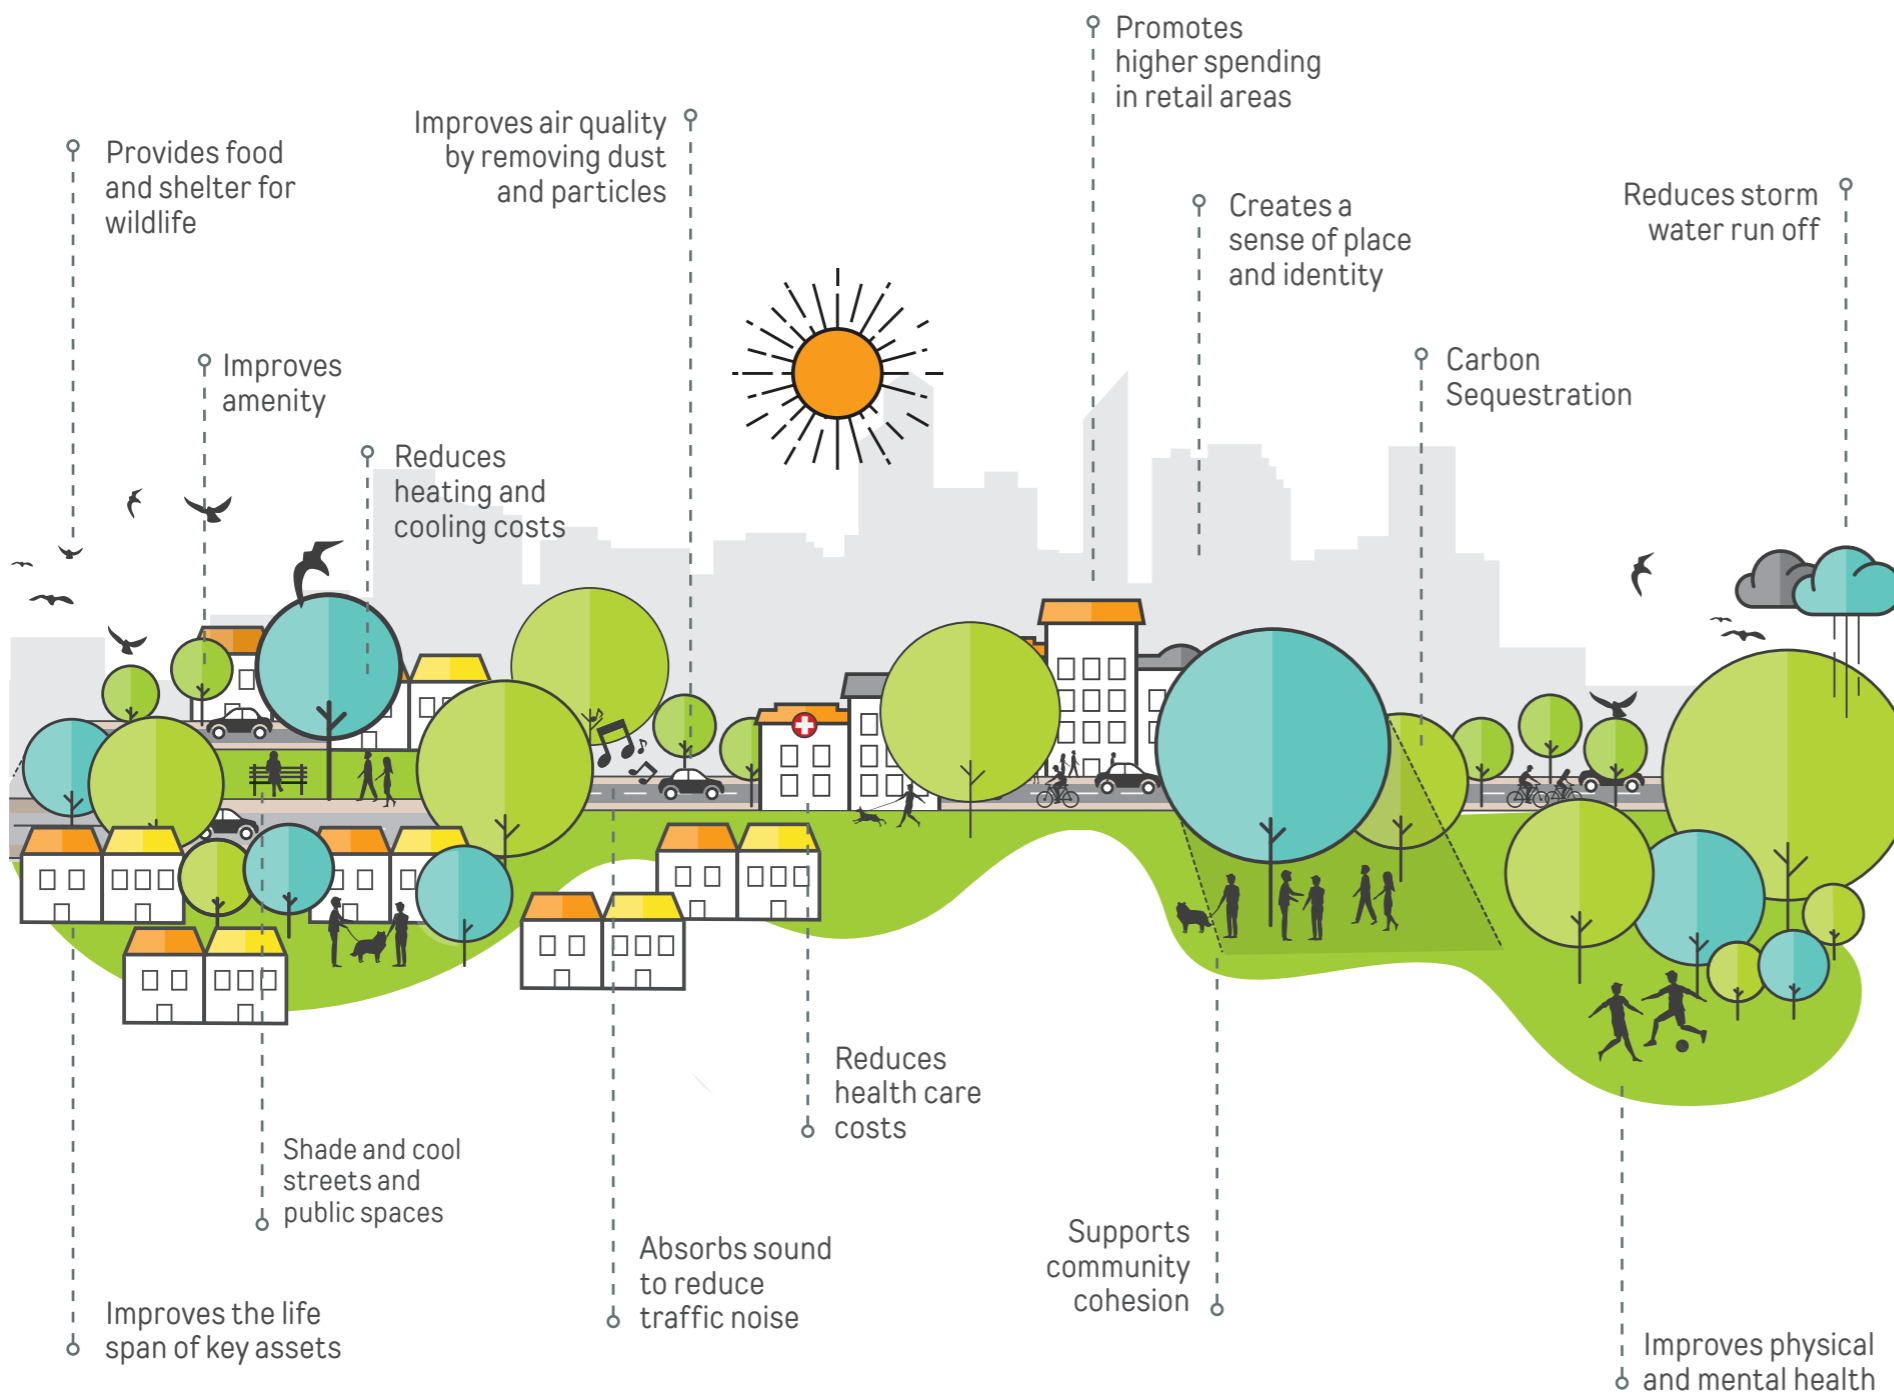 Promotes
higher spending
in retail areas
Improves air quality
by removing dust
and particles
Provides food
and shelter for
wildlife
Creates a
sense of place
and identity
Reduces storm
water run off
Improves
amenity
Carbon
Sequestration
Reduces
heating and
cooling costs
Reduces
health care
costs
Shade and cool
streets and
public spaces
Absorbs sound
to reduce
traffic noise
Supports
community
cohesion
Improves the life
span of key assets
Improves physical
and mental health